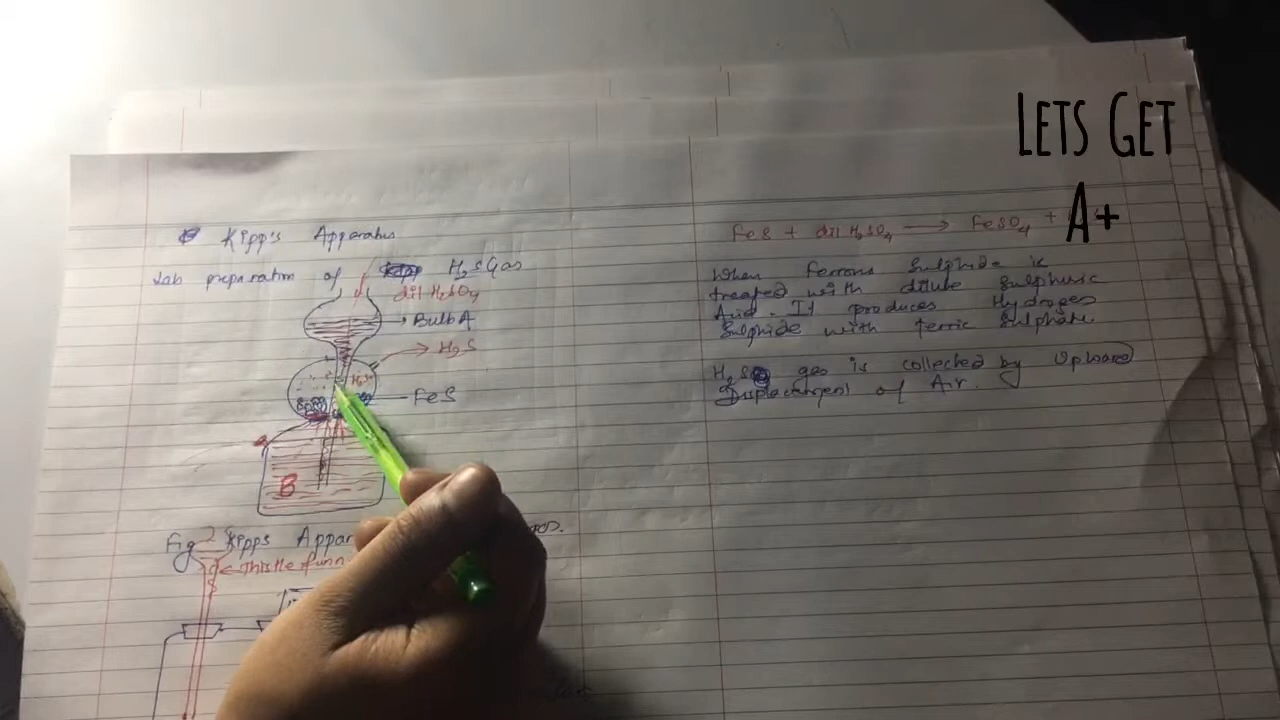 LETS GET
A+
Kipp's Apparatus
Lab preparation of H₂S Gas
dil H₂SO₄
Bulb A
H₂S
H₂S
FeS
B
Fig 2 Kipps Appar
Thistle funn
FeS + dil H₂SO₄ → FeSO₄ +
When Ferrous Sulphide is
treated with dilute Sulphuric
Acid. It produces Hydrogen
Sulphide with ferric Sulphate.
H₂S gas is collected by Upward
Displacement of Air.